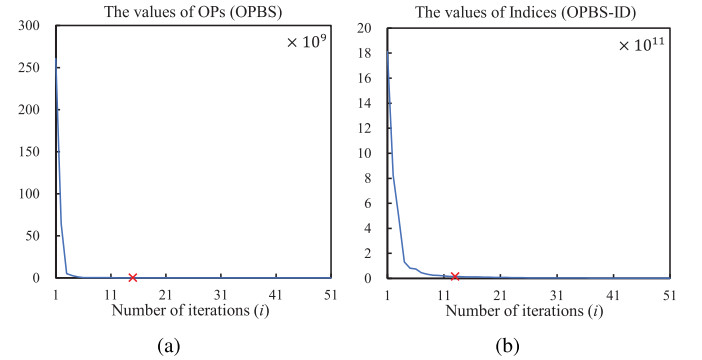 The values of OPs (OPBS)
× 10⁹
300
250
200
150
100
50
0
1 11 21 31 41 51
Number of iterations (i)
(a)
The values of Indices (OPBS-ID)
× 10¹¹
20
18
16
14
12
10
8
6
4
2
0
1 11 21 31 41 51
Number of iterations (i)
(b)